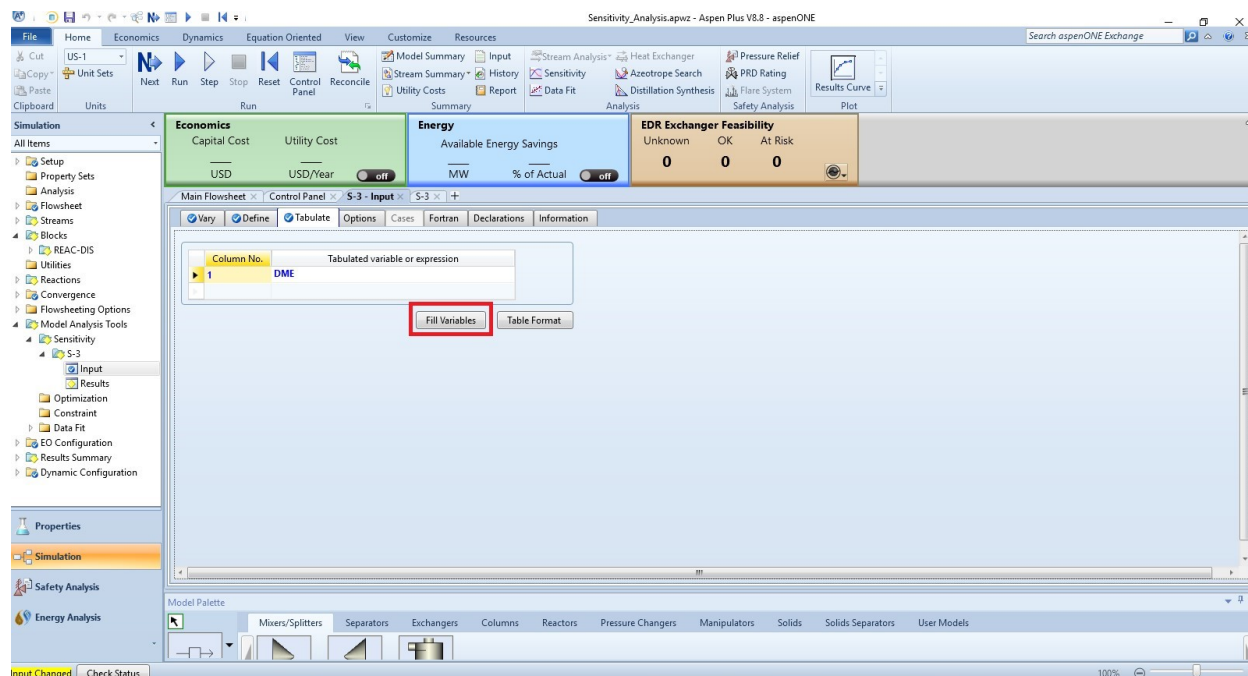 Sensitivity_Analysis.apwz - Aspen Plus V8.8 - aspenONE
File Home Economics Dynamics Equation Oriented View Customize Resources Search aspenONE Exchange
Cut US-1 Model Summary Input Stream Analysis Heat Exchanger Pressure Relief
Copy Unit Sets Next Run Step Stop Reset Control Panel Reconcile Stream Summary History Sensitivity Azeotrope Search PRD Rating Results Curve
Paste Utility Costs Report Data Fit Distillation Synthesis Flare System
Clipboard Units Run Summary Analysis Safety Analysis Plot
Simulation
All Items
Setup
Property Sets
Analysis
Flowsheet
Streams
Blocks
REAC-DIS
Utilities
Reactions
Convergence
Flowsheeting Options
Model Analysis Tools
Sensitivity
S-3
Input
Results
Optimization
Constraint
Data Fit
EO Configuration
Results Summary
Dynamic Configuration
Properties
Simulation
Safety Analysis
Energy Analysis
Economics
Capital Cost Utility Cost
USD USD/Year off
Energy
Available Energy Savings
MW % of Actual off
EDR Exchanger Feasibility
Unknown OK At Risk
0 0 0
Main Flowsheet Control Panel S-3 - Input S-3
Vary Define Tabulate Options Cases Fortran Declarations Information
Column No. Tabulated variable or expression
1 DME
Fill Variables Table Format
Model Palette
Mixers/Splitters Separators Exchangers Columns Reactors Pressure Changers Manipulators Solids Solids Separators User Models
Input Changed Check Status 100%